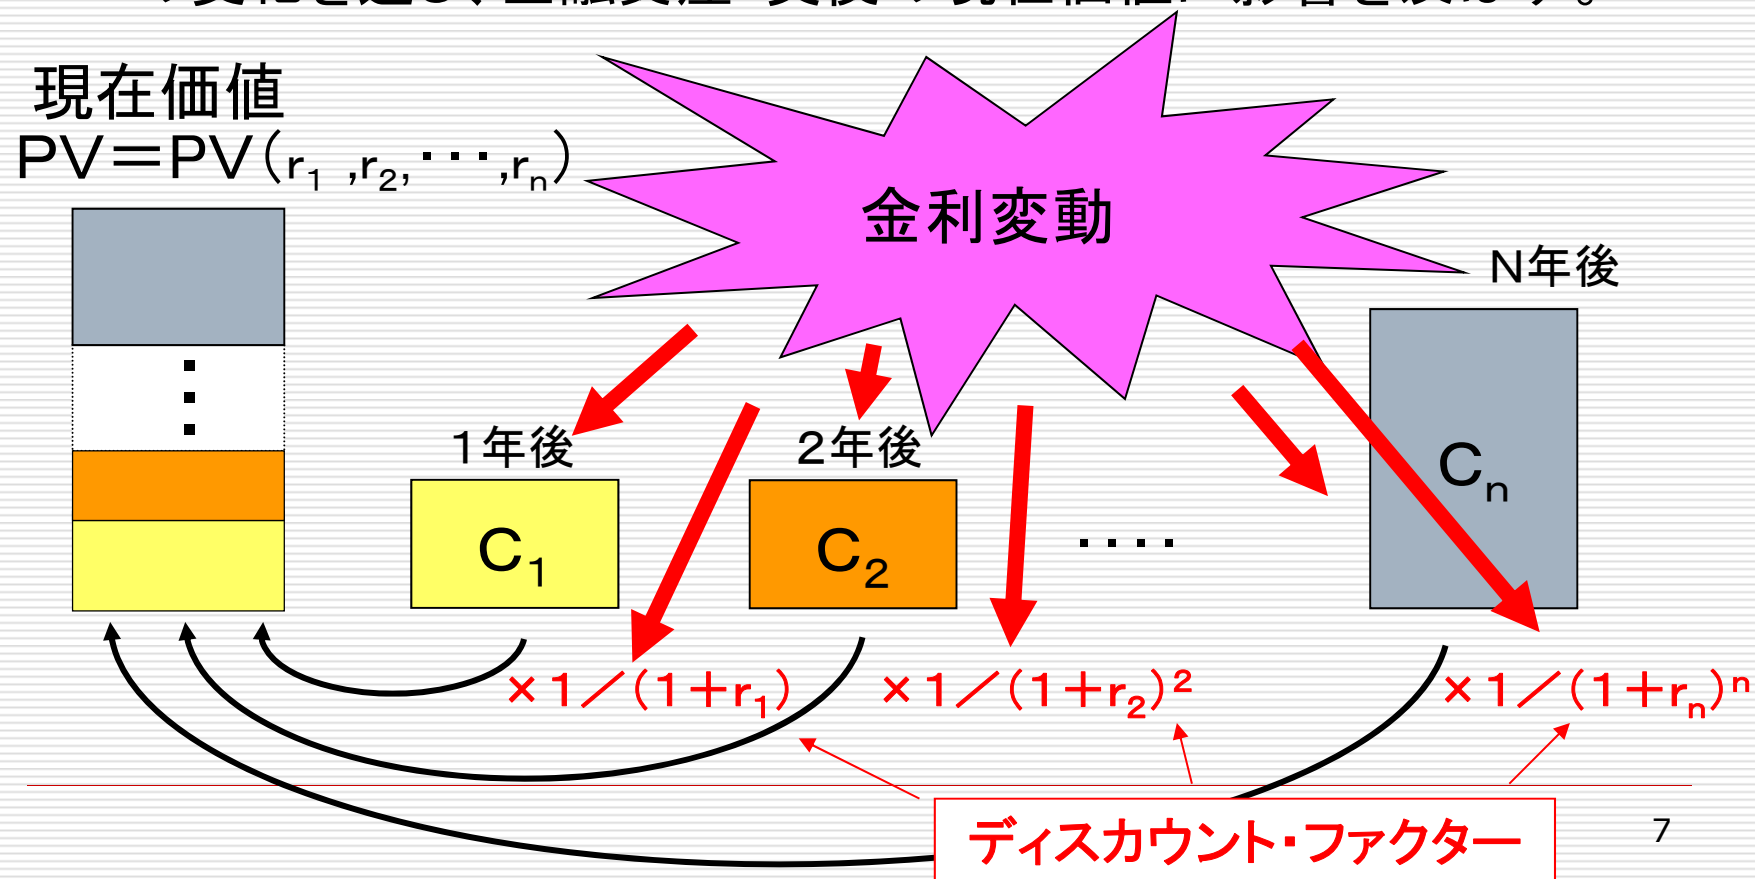 現在価値
PV＝PV(r₁ ,r₂,・・・,rₙ)
金利変動
N年後
1年後
2年後
C₁
C₂
・・・・
Cₙ
×1／(1＋r₁)
×1／(1＋r₂)²
×1／(1＋rₙ)ⁿ
ディスカウント・ファクター
7